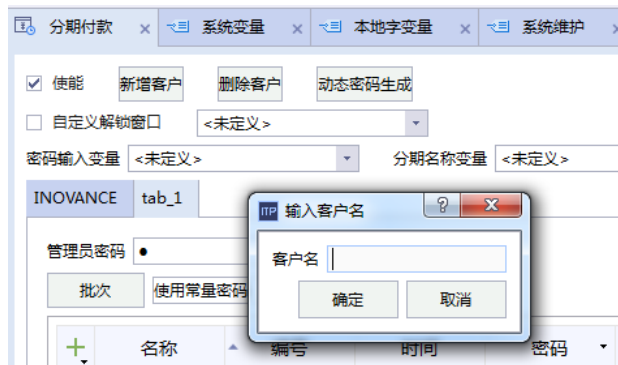 分期付款 系统变量 本地字变量 系统维护
使能 新增客户 删除客户 动态密码生成
自定义解锁窗口 <未定义>
密码输入变量 <未定义> 分期名称变量 <未定义>
INOVANCE tab_1
ITP 输入客户名 ?
管理员密码
客户名
批次 使用常量密码
确定 取消
名称 编号 时间 密码